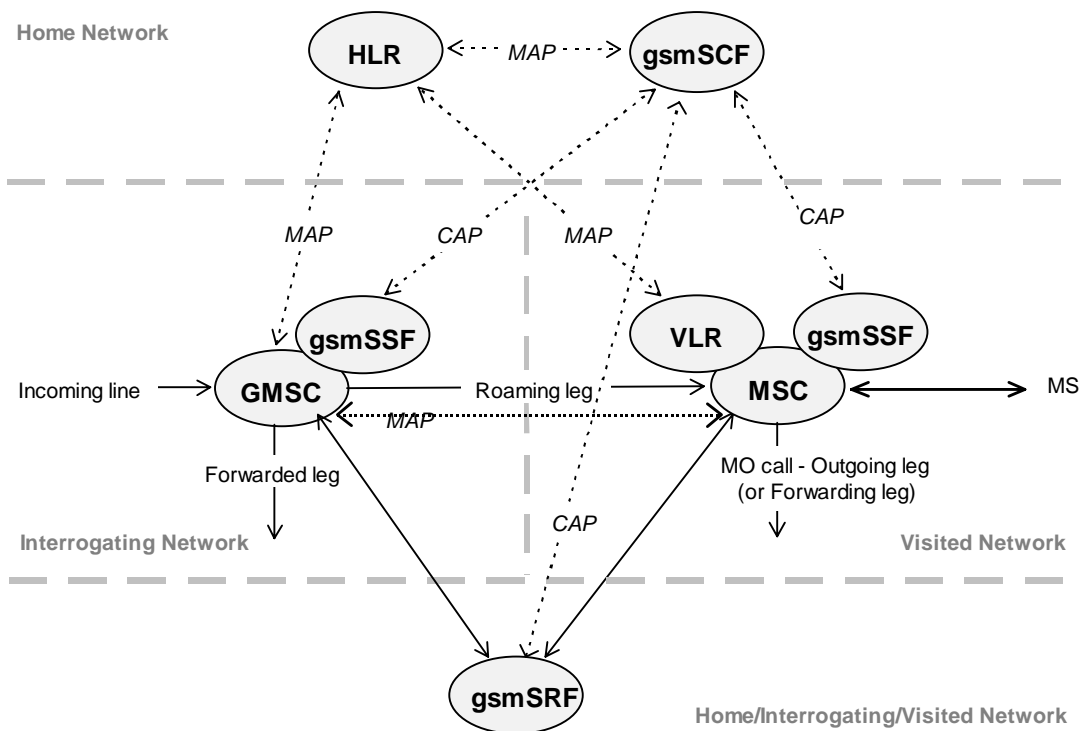 Home Network
HLR
MAP
gsmSCF
MAP
CAP
MAP
CAP
gsmSSF
VLR
gsmSSF
Incoming line
GMSC
Roaming leg
MSC
MS
MAP
Forwarded leg
MO call - Outgoing leg
(or Forwarding leg)
CAP
Interrogating Network
Visited Network
gsmSRF
Home/Interrogating/Visited Network